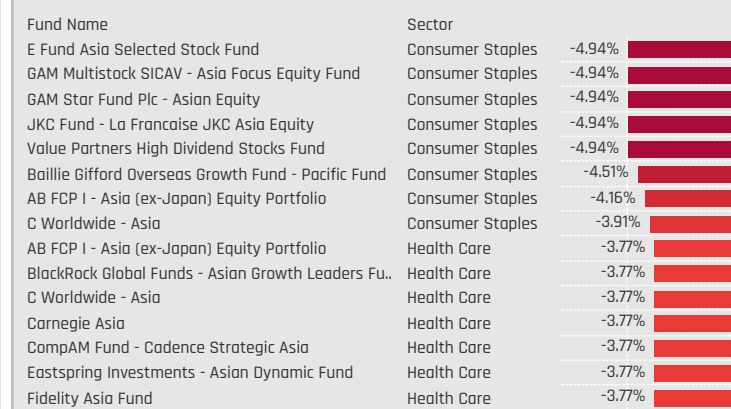 Fund Name Sector
E Fund Asia Selected Stock Fund Consumer Staples -4.94%
GAM Multistock SICAV - Asia Focus Equity Fund Consumer Staples -4.94%
GAM Star Fund Plc - Asian Equity Consumer Staples -4.94%
JKC Fund - La Francaise JKC Asia Equity Consumer Staples -4.94%
Value Partners High Dividend Stocks Fund Consumer Staples -4.94%
Baillie Gifford Overseas Growth Fund - Pacific Fund Consumer Staples -4.51%
AB FCP I - Asia (ex-Japan) Equity Portfolio Consumer Staples -4.16%
C Worldwide - Asia Consumer Staples -3.91%
AB FCP I - Asia (ex-Japan) Equity Portfolio Health Care -3.77%
BlackRock Global Funds - Asian Growth Leaders Fu.. Health Care -3.77%
C Worldwide - Asia Health Care -3.77%
Carnegie Asia Health Care -3.77%
CompAM Fund - Cadence Strategic Asia Health Care -3.77%
Eastspring Investments - Asian Dynamic Fund Health Care -3.77%
Fidelity Asia Fund Health Care -3.77%